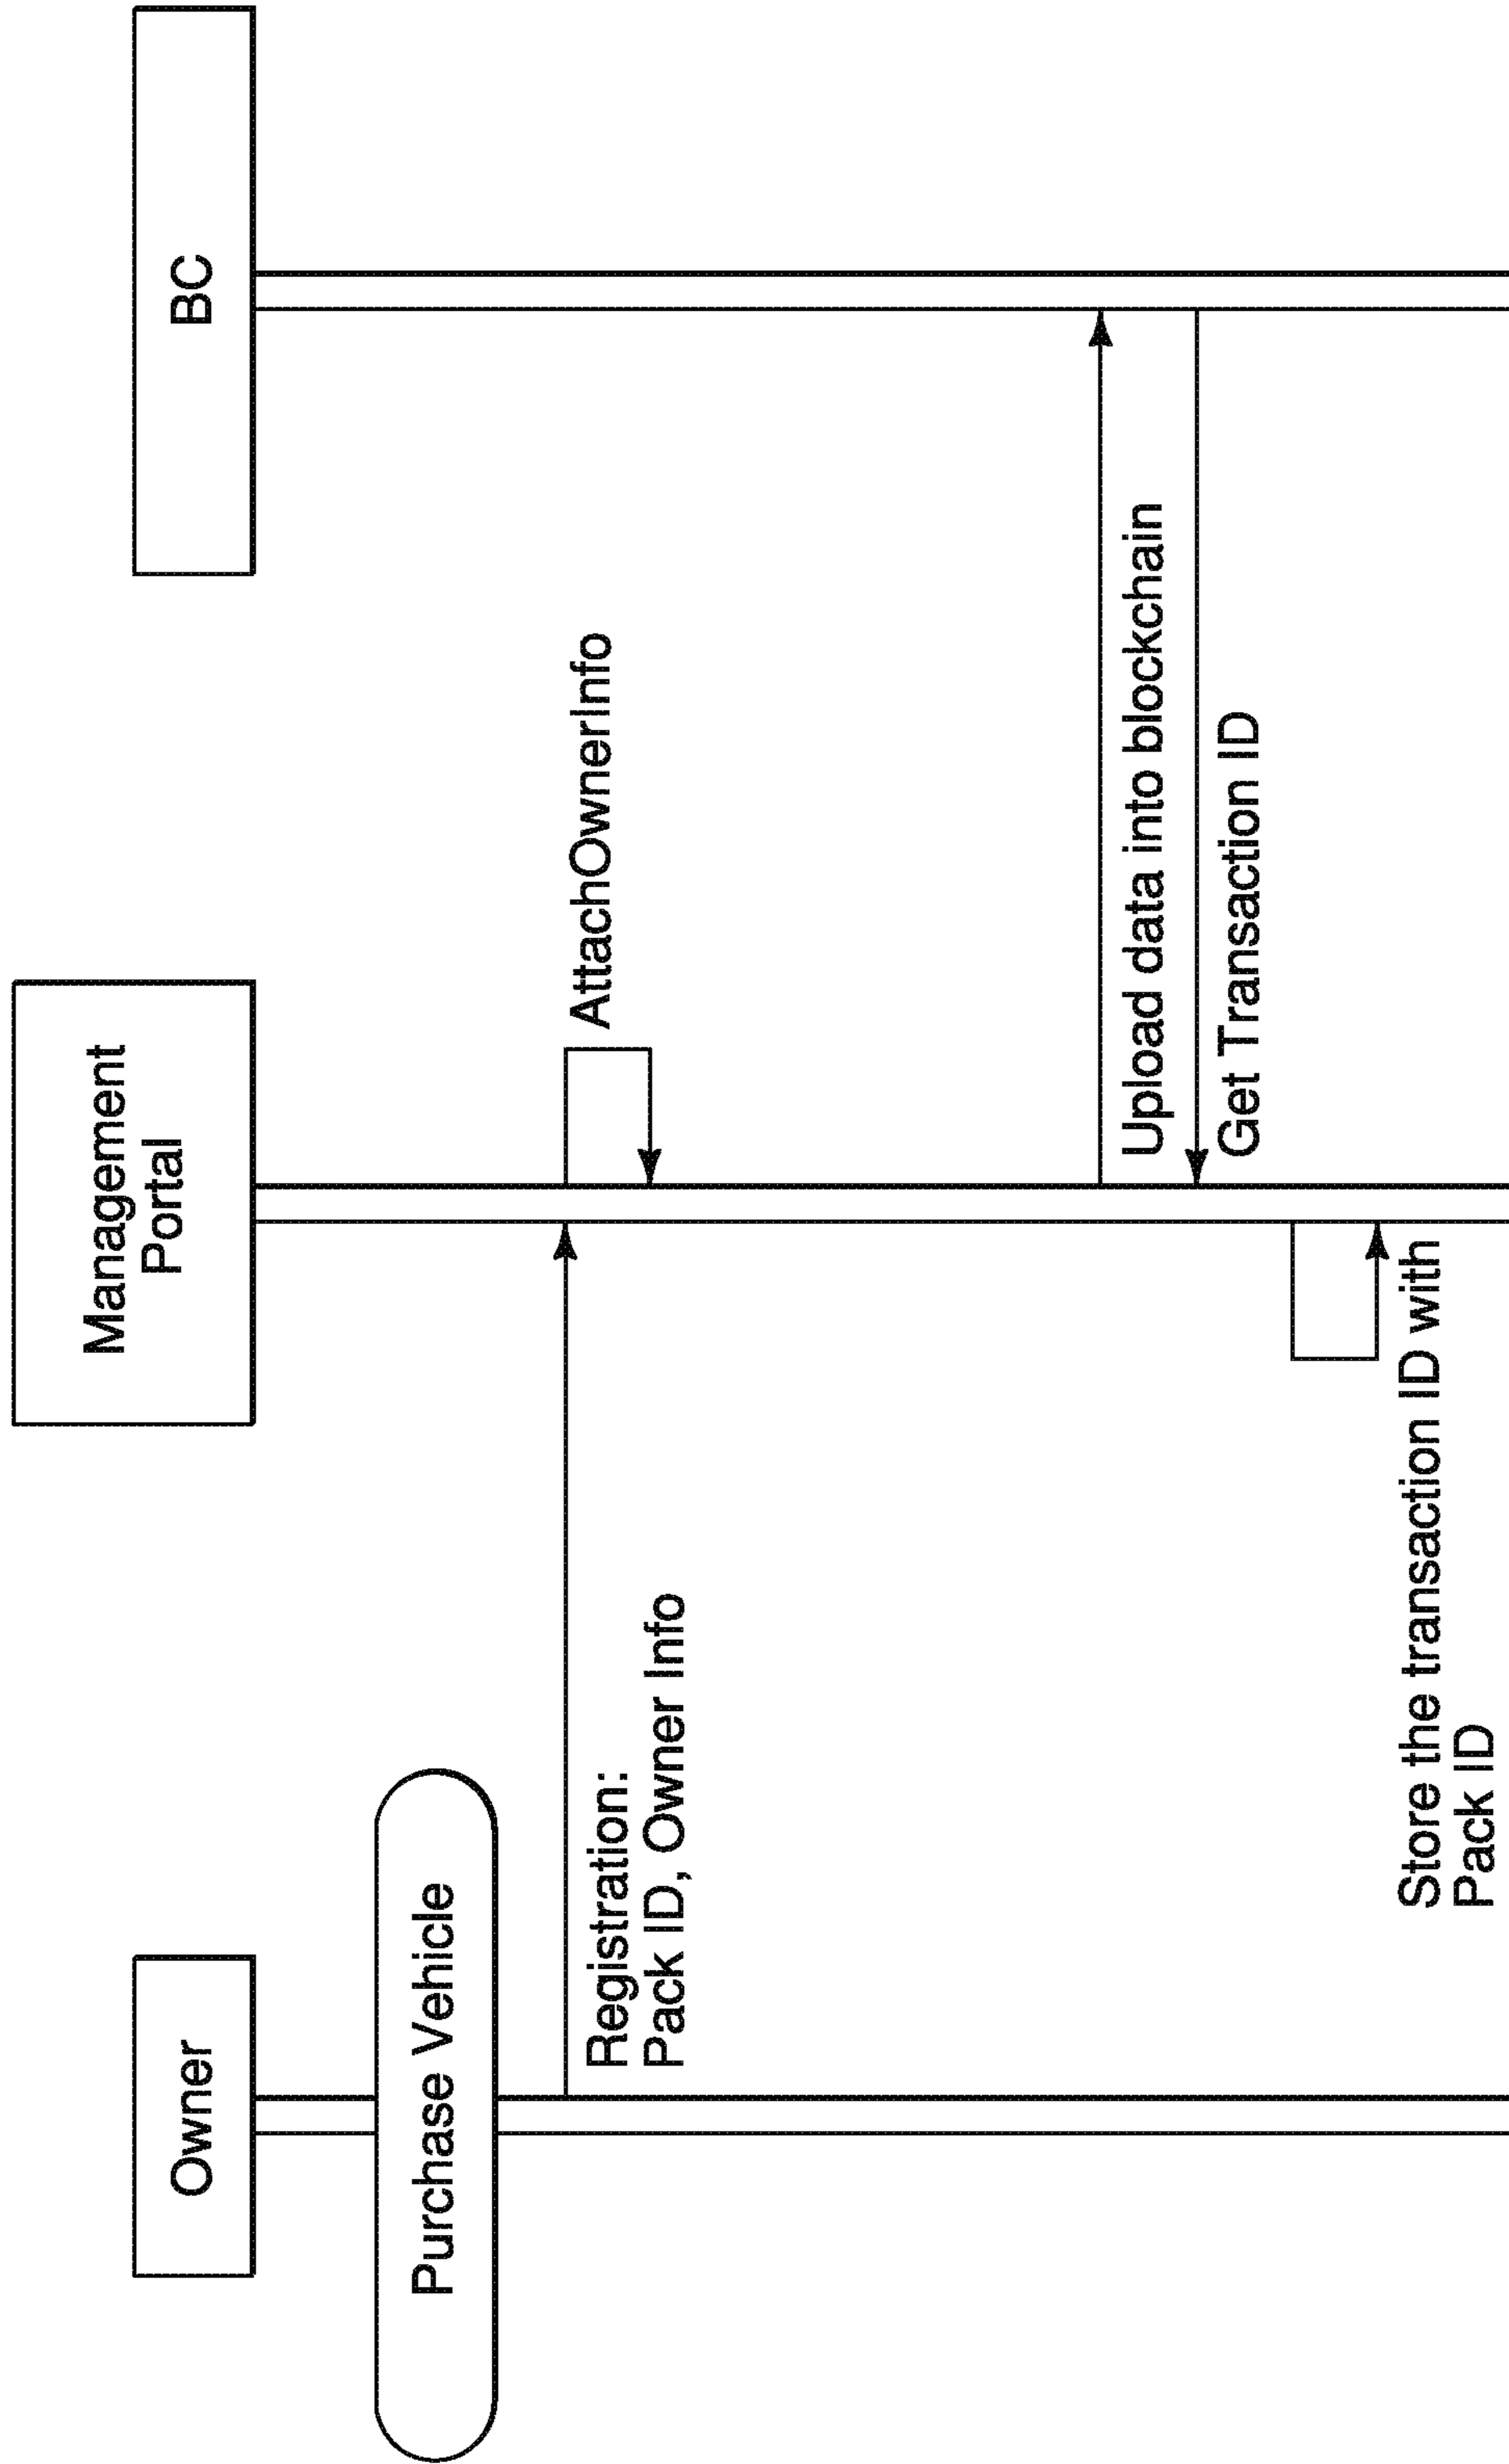 Owner
Management
Portal
BC
Purchase Vehicle
Registration:
Pack ID, Owner Info
AttachOwnerInfo
Upload data into blockchain
Get Transaction ID
Store the transaction ID with
Pack ID